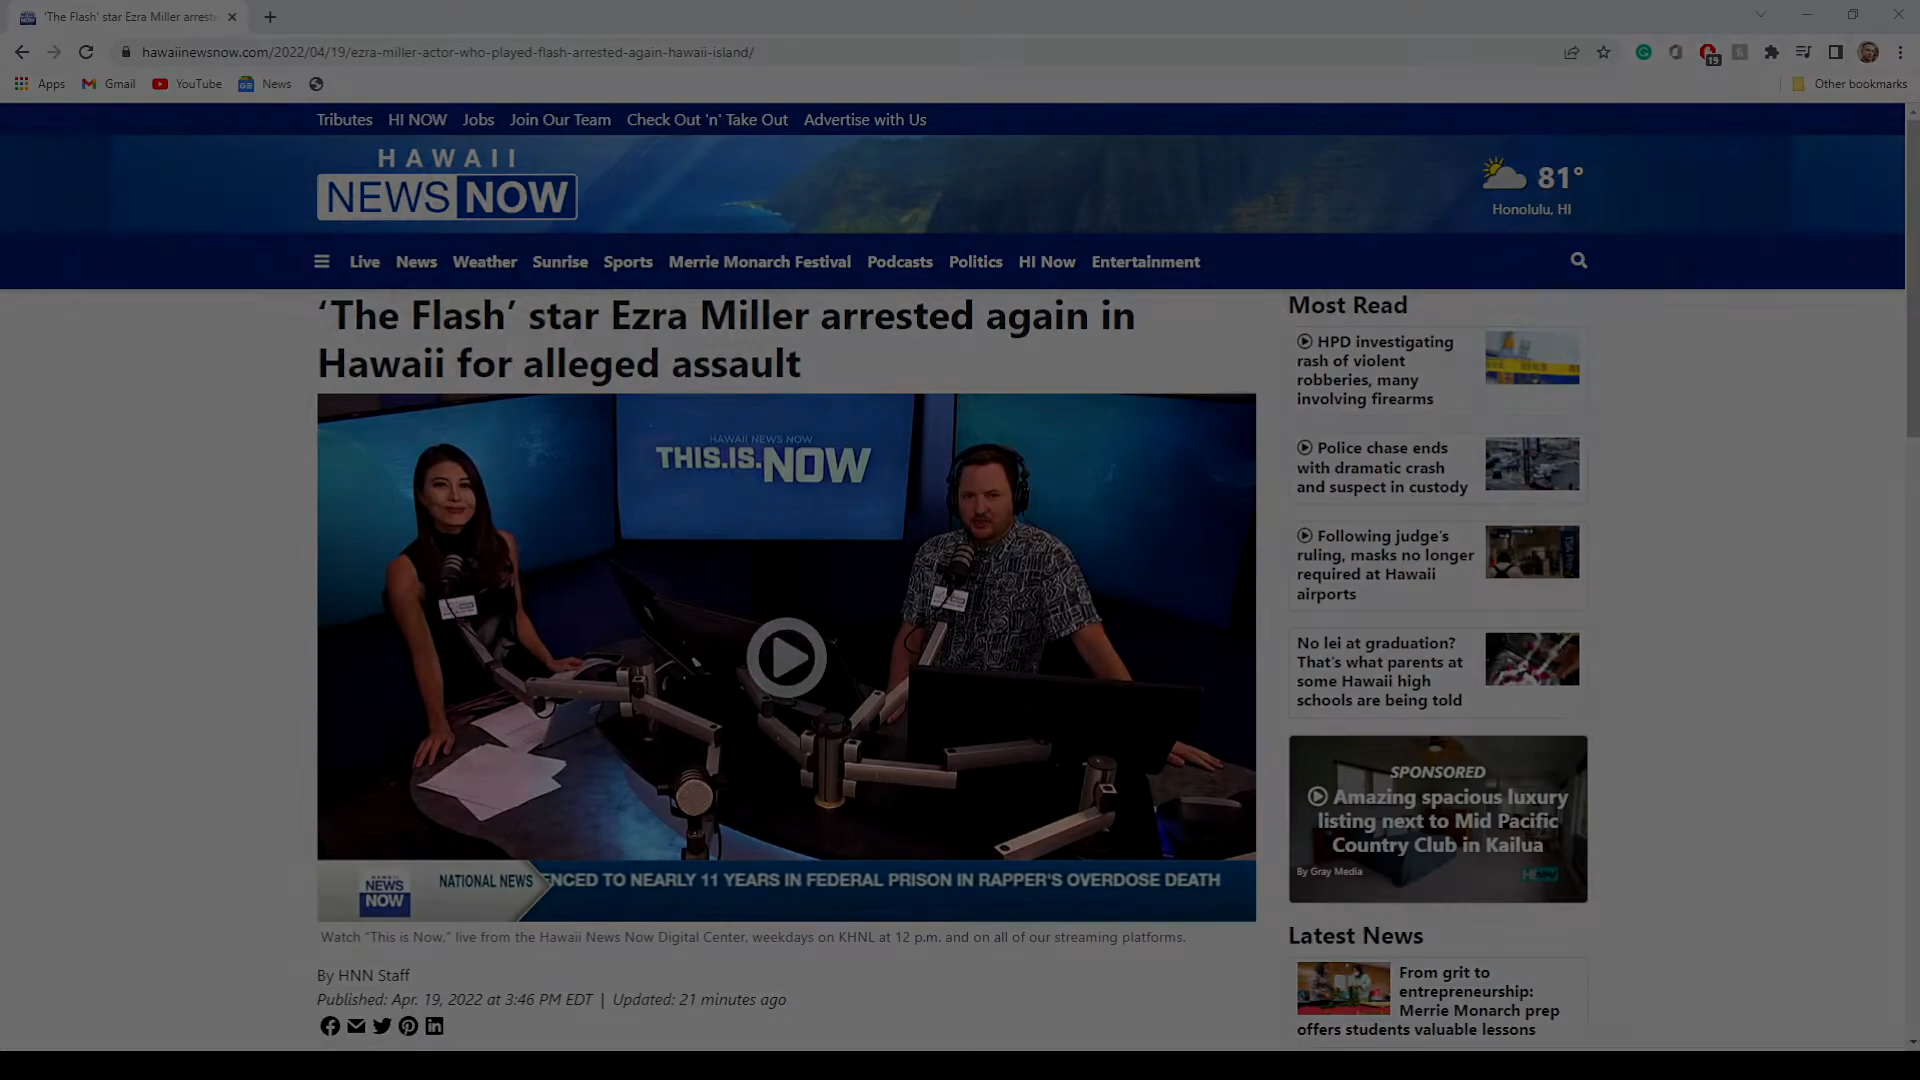 'The Flash' star Ezra Miller arreste
hawaiinewsnow.com/2022/04/19/ezra-miller-actor-who-played-flash-arrested-again-hawaii-island/
19
Apps Gmail YouTube News Other bookmarks
Tributes HI NOW Jobs Join Our Team Check Out 'n' Take Out Advertise with Us
HAWAII
NEWS NOW
81°
Honolulu, HI
Live News Weather Sunrise Sports Merrie Monarch Festival Podcasts Politics HI Now Entertainment
‘The Flash’ star Ezra Miller arrested again in
Hawaii for alleged assault
HAWAII NEWS NOW
THIS.IS.NOW
HAWAII
NEWS
NOW
NATIONAL NEWS
ENCED TO NEARLY 11 YEARS IN FEDERAL PRISON IN RAPPER'S OVERDOSE DEATH
Watch “This is Now,” live from the Hawaii News Now Digital Center, weekdays on KHNL at 12 p.m. and on all of our streaming platforms.
By HNN Staff
Published: Apr. 19, 2022 at 3:46 PM EDT | Updated: 21 minutes ago
Most Read
HPD investigating
rash of violent
robberies, many
involving firearms
Police chase ends
with dramatic crash
and suspect in custody
Following judge’s
ruling, masks no longer
required at Hawaii
airports
No lei at graduation?
That’s what parents at
some Hawaii high
schools are being told
SPONSORED
Amazing spacious luxury
listing next to Mid Pacific
Country Club in Kailua
By Gray Media
Latest News
From grit to
entrepreneurship:
Merrie Monarch prep
offers students valuable lessons